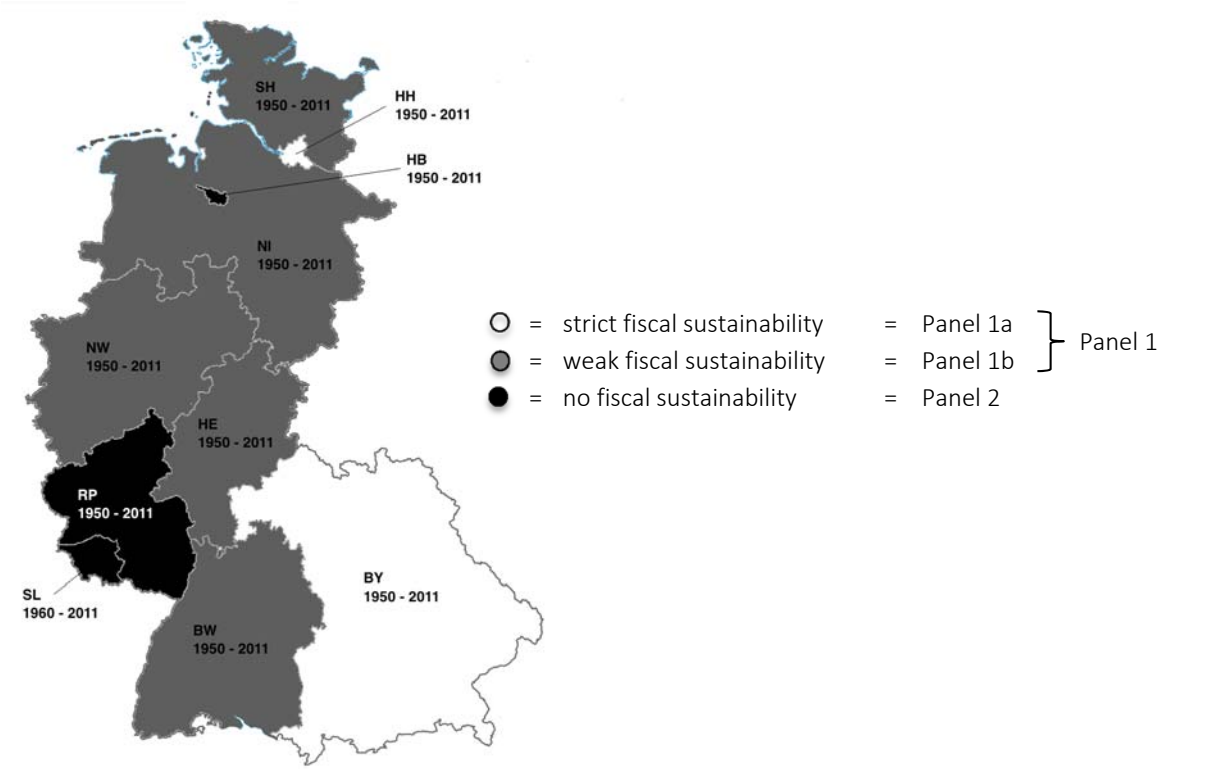 SH
1950 - 2011
HH
1950 - 2011
HB
1950 - 2011
NI
1950 - 2011
NW
1950 - 2011
HE
1950 - 2011
RP
1950 - 2011
SL
1960 - 2011
BW
1950 - 2011
BY
1950 - 2011
= strict fiscal sustainability = Panel 1a
= weak fiscal sustainability = Panel 1b
= no fiscal sustainability = Panel 2
Panel 1